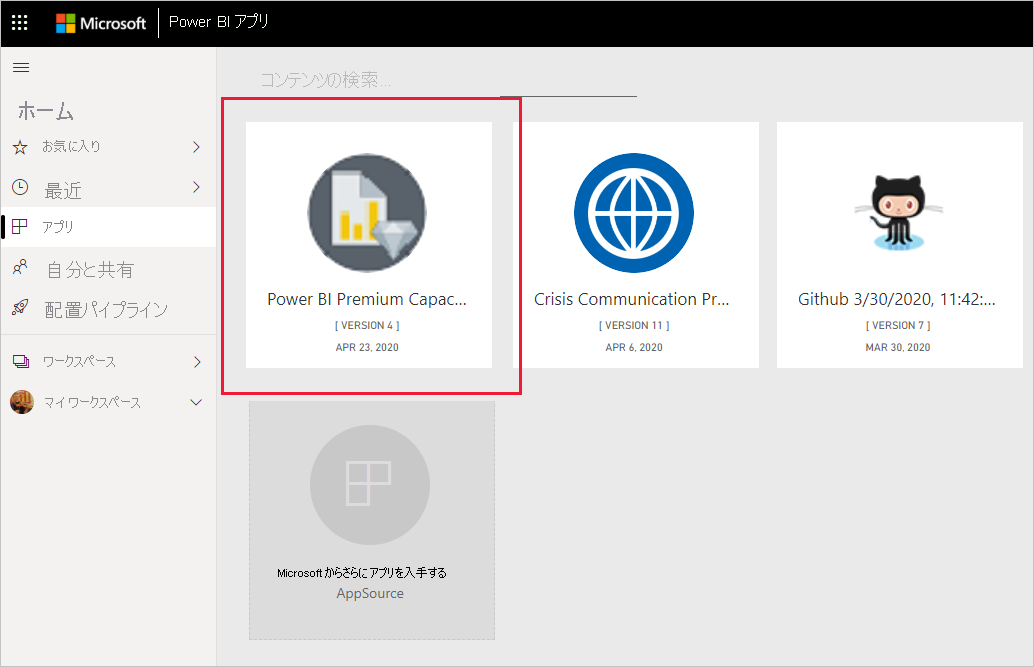 Microsoft Power BI アプリ
コンテンツの検索...
ホーム
お気に入り
最近
アプリ
自分と共有
配置パイプライン
ワークスペース
マイワークスペース
Power BI Premium Capac...
[ VERSION 4 ]
APR 23, 2020
Crisis Communication Pr...
[ VERSION 11 ]
APR 6, 2020
Github 3/30/2020, 11:42:...
[ VERSION 7 ]
MAR 30, 2020
Microsoft からさらにアプリを入手する
AppSource